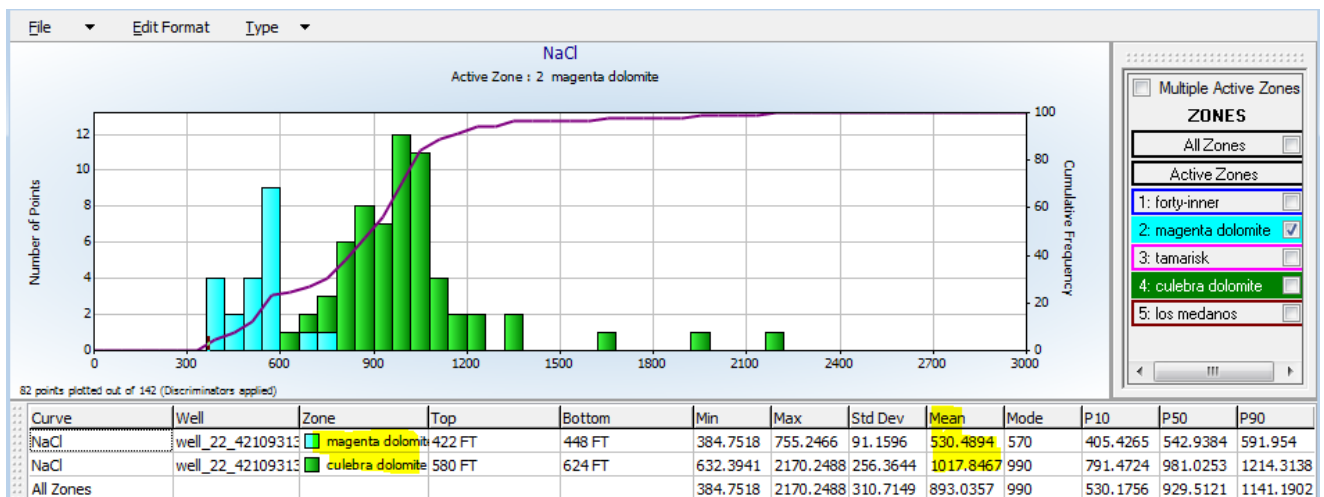 File Edit Format Type
NaCl
Active Zone : 2 magenta dolomite
Number of Points
12
10
8
6
4
2
0
0 300 600 900 1200 1500 1800 2100 2400 2700 3000
100
80
60
40
20
0
Cumulative Frequency
82 points plotted out of 142 (Discriminators applied)
Multiple Active Zones
ZONES
All Zones
Active Zones
1: forty-inner
2: magenta dolomite
3: tamarisk
4: culebra dolomite
5: los medanos
Curve Well Zone Top Bottom Min Max Std Dev Mean Mode P10 P50 P90
NaCl well_22_42109313 magenta dolomit 422 FT 448 FT 384.7518 755.2466 91.1596 530.4894 570 405.4265 542.9384 591.954
NaCl well_22_42109313 culebra dolomite 580 FT 624 FT 632.3941 2170.2488 256.3644 1017.8467 990 791.4724 981.0253 1214.3138
All Zones 384.7518 2170.2488 310.7149 893.0357 990 530.1756 929.5121 1141.1902